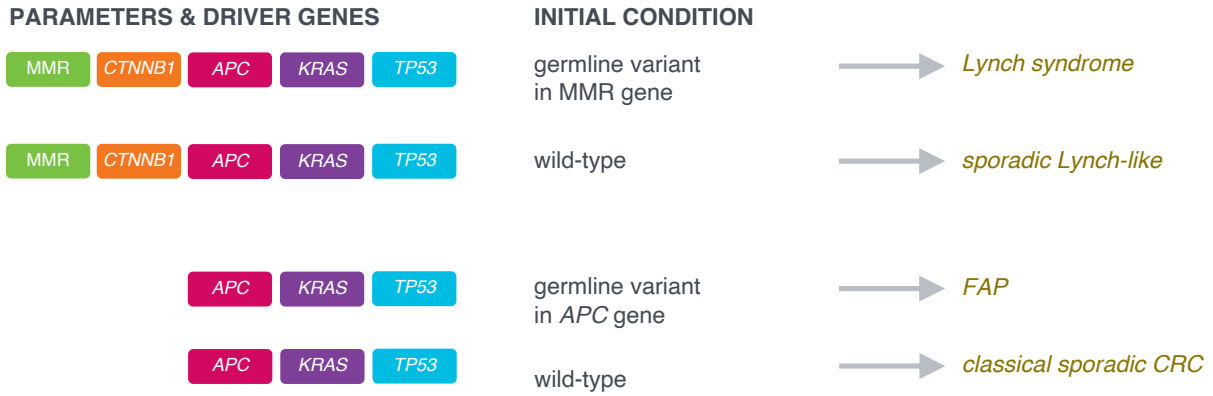 PARAMETERS & DRIVER GENES INITIAL CONDITION
MMR CTNNB1 APC KRAS TP53 germline variant in MMR gene Lynch syndrome
MMR CTNNB1 APC KRAS TP53 wild-type sporadic Lynch-like
APC KRAS TP53 germline variant in APC gene FAP
APC KRAS TP53 wild-type classical sporadic CRC